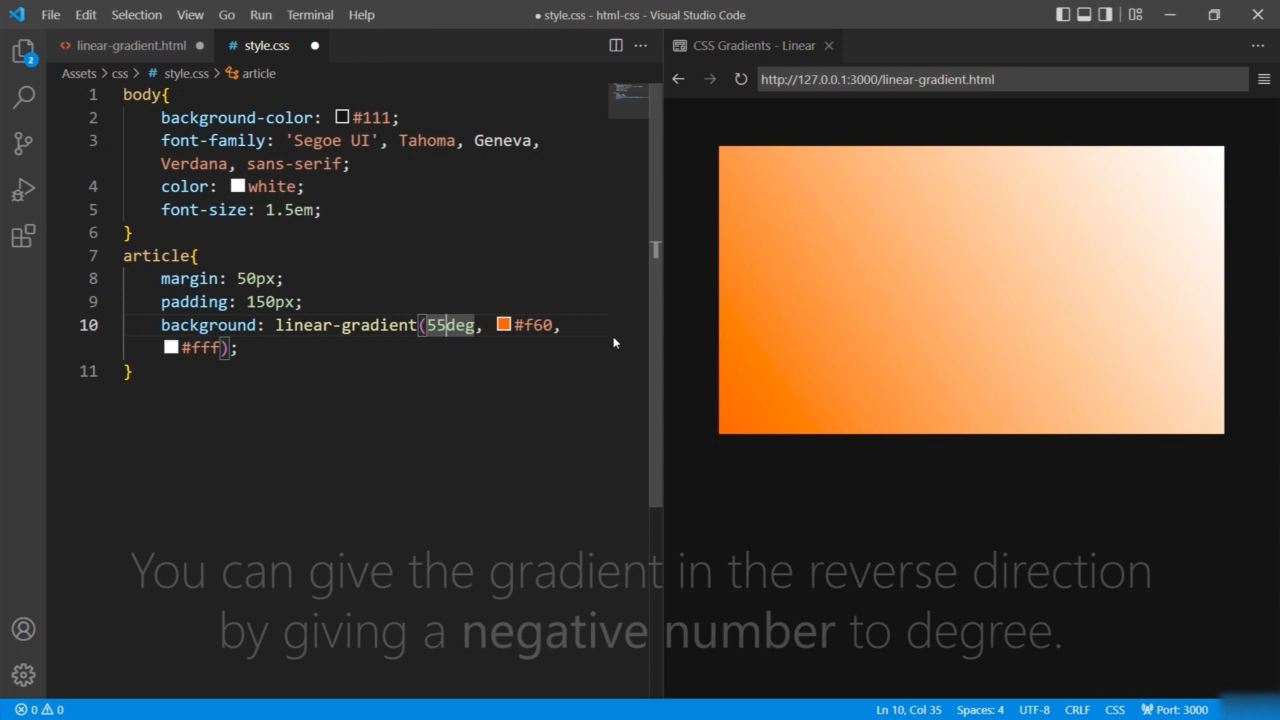 File Edit Selection View Go Run Terminal Help
● style.css - html-css - Visual Studio Code
linear-gradient.html ●
# style.css ●
CSS Gradients - Linear
Assets > css > # style.css > article
http://127.0.0.1:3000/linear-gradient.html
2
1 body{
2 background-color: #111;
3 font-family: 'Segoe UI', Tahoma, Geneva,
Verdana, sans-serif;
4 color: white;
5 font-size: 1.5em;
6 }
7 article{
8 margin: 50px;
9 padding: 150px;
10 background: linear-gradient(55deg, #f60,
#fff);
11 }
T
You can give the gradient in the reverse direction
by giving a negative number to degree.
0 0
Ln 10, Col 35 Spaces: 4 UTF-8 CRLF CSS Port: 3000